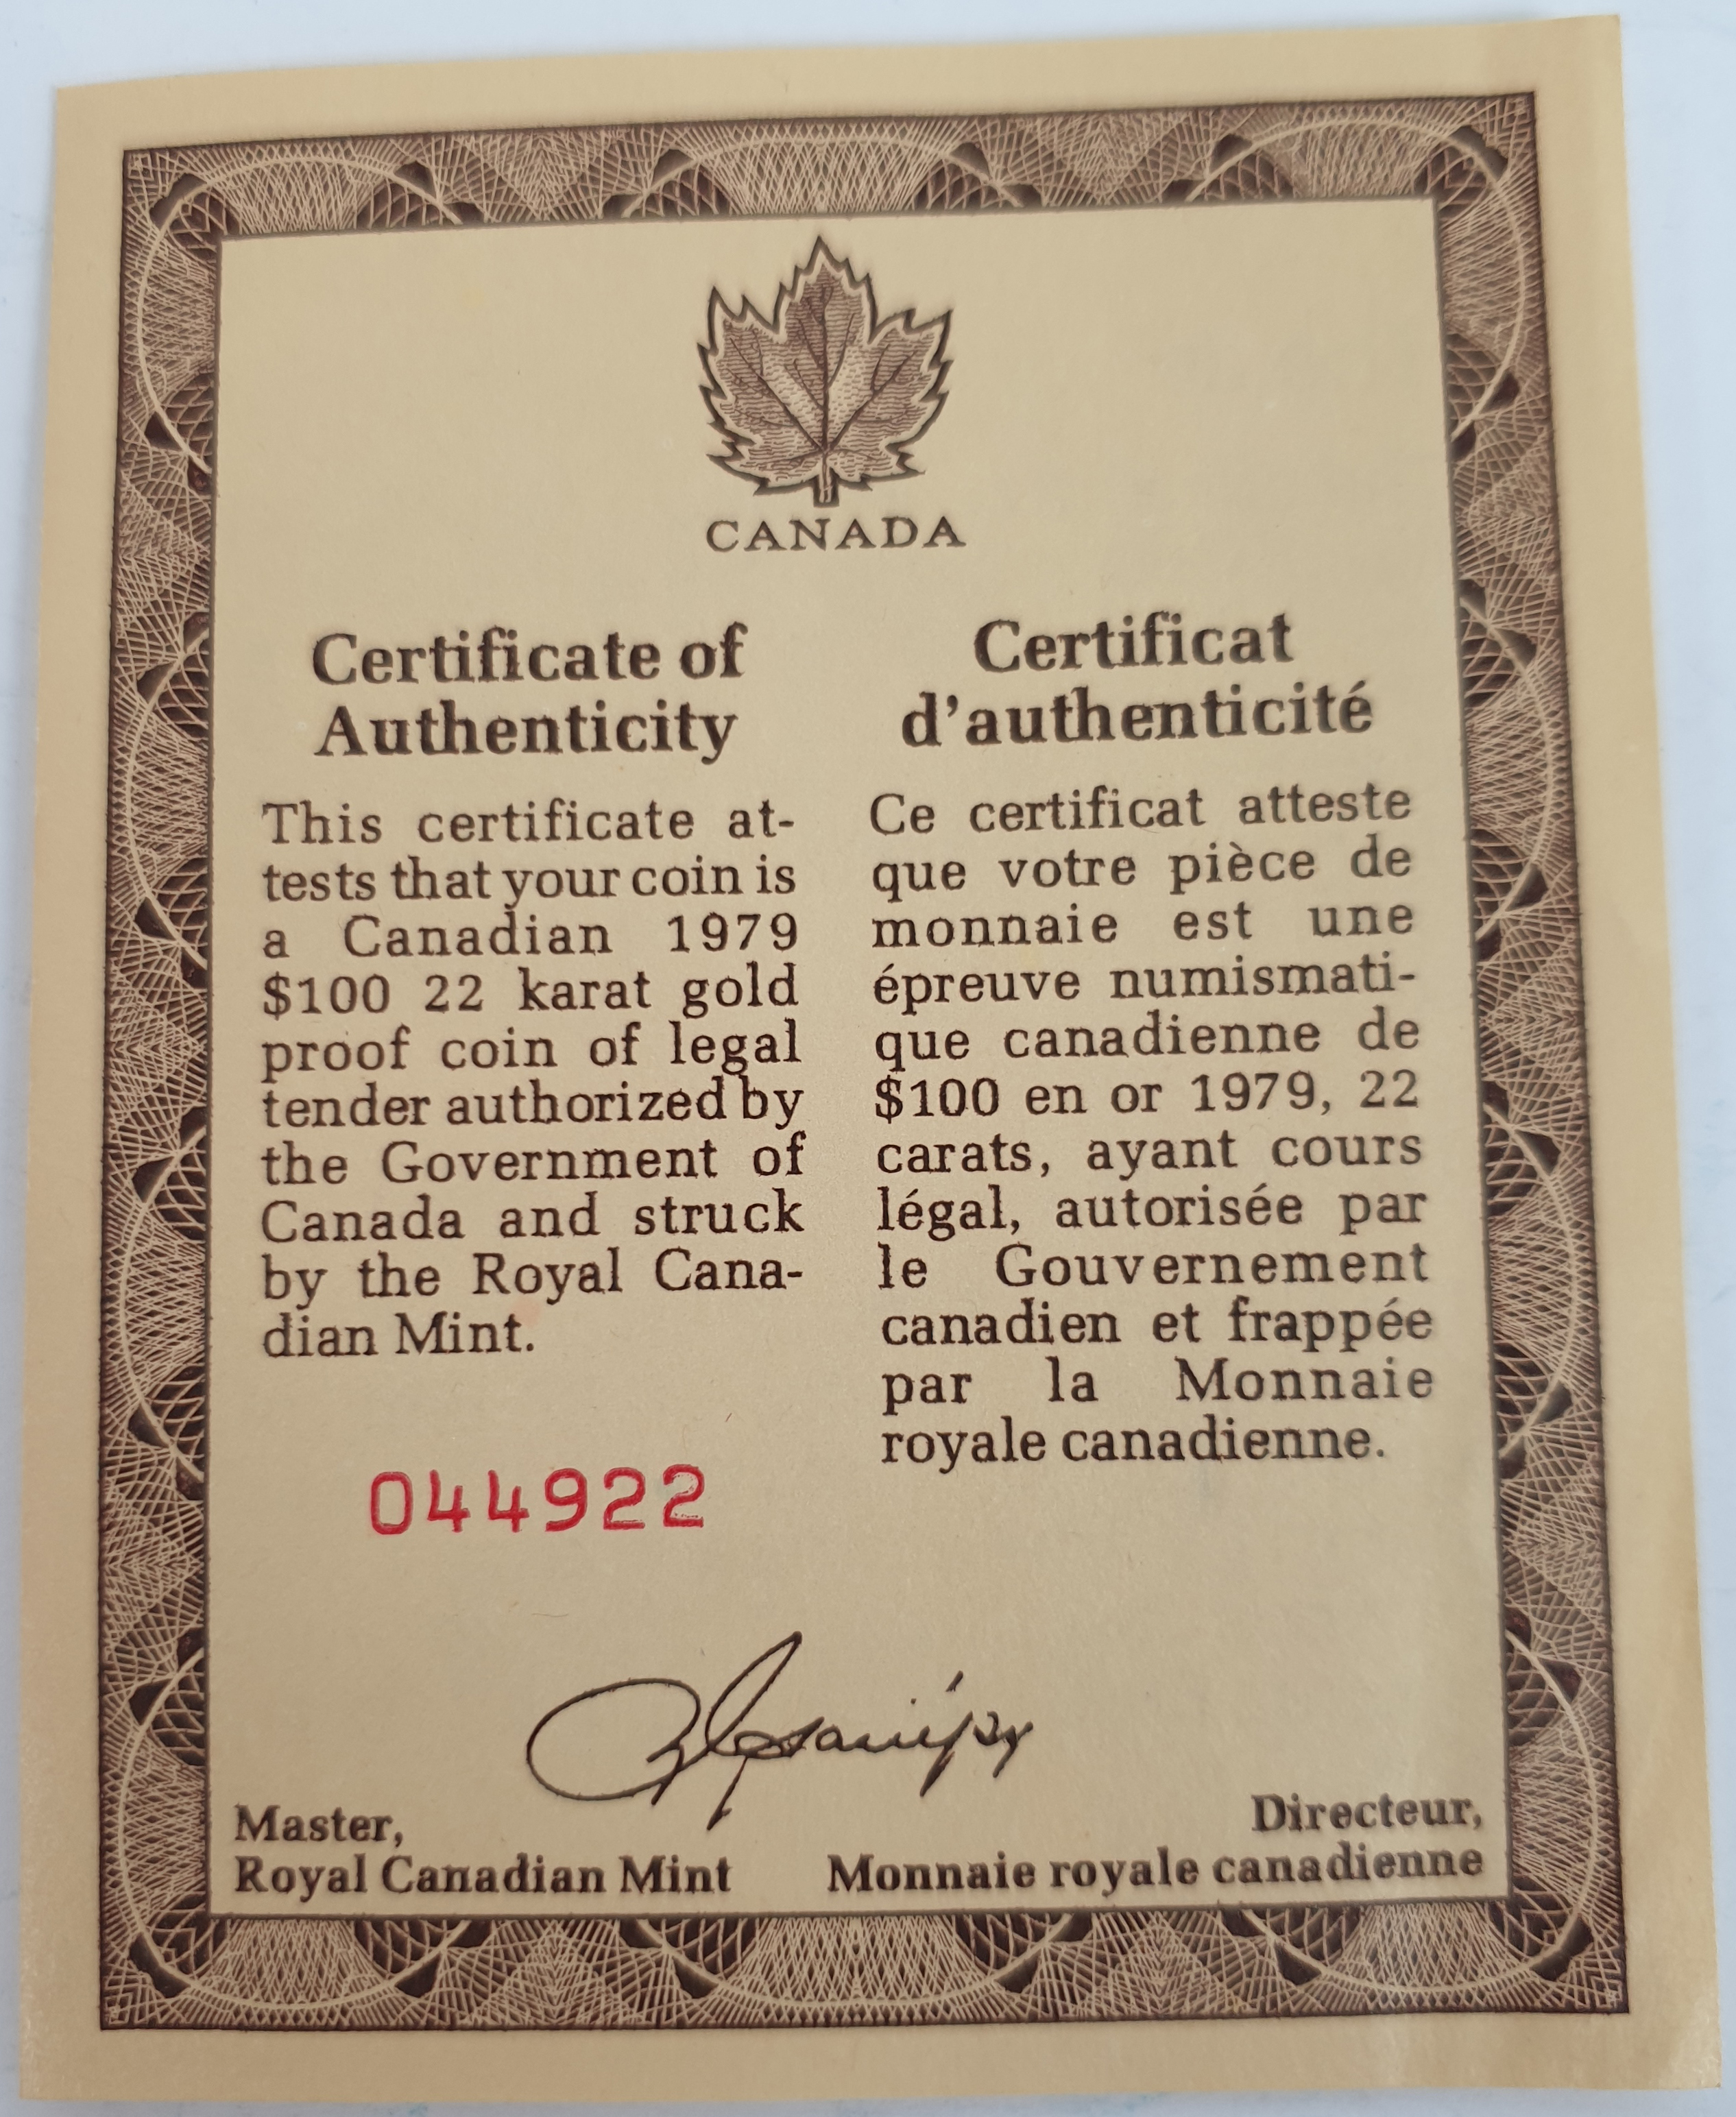 CANADA
Certificate of
Authenticity
This certificate at-
tests that your coin is
a Canadian 1979
$100 22 karat gold
proof coin of legal
tender authorized by
the Government of
Canada and struck
by the Royal Cana-
dian Mint.
044922
Certificat
d'authenticité
Ce certificat atteste
que votre pièce de
monnaie est une
épreuve numismati-
que canadienne de
$100 en or 1979, 22
carats, ayant cours
légal, autorisée par
le Gouvernement
canadien et frappée
par la Monnaie
royale canadienne.
Master,
Royal Canadian Mint
Directeur,
Monnaie royale canadienne